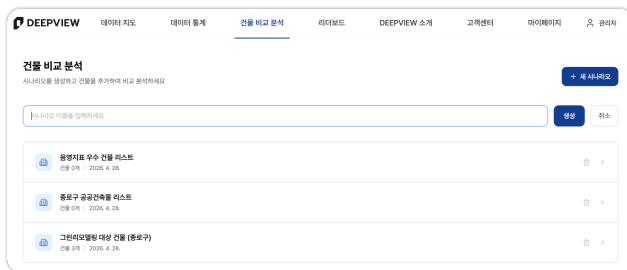 DEEPVIEW 데이터 지도 데이터 통계 건물 비교 분석 리더보드 DEEPVIEW 소개 고객센터 마이페이지 관리자
건물 비교 분석
시나리오를 생성하고 건물을 추가하여 비교 분석하세요
+ 새 시나리오
시나리오 이름을 입력하세요 생성 취소
음영지표 우수 건물 리스트
건물 0개 | 2026. 4. 28.
종로구 공공건축물 리스트
건물 0개 | 2026. 4. 28.
그린리모델링 대상 건물 (종로구)
건물 3개 | 2026. 4. 28.